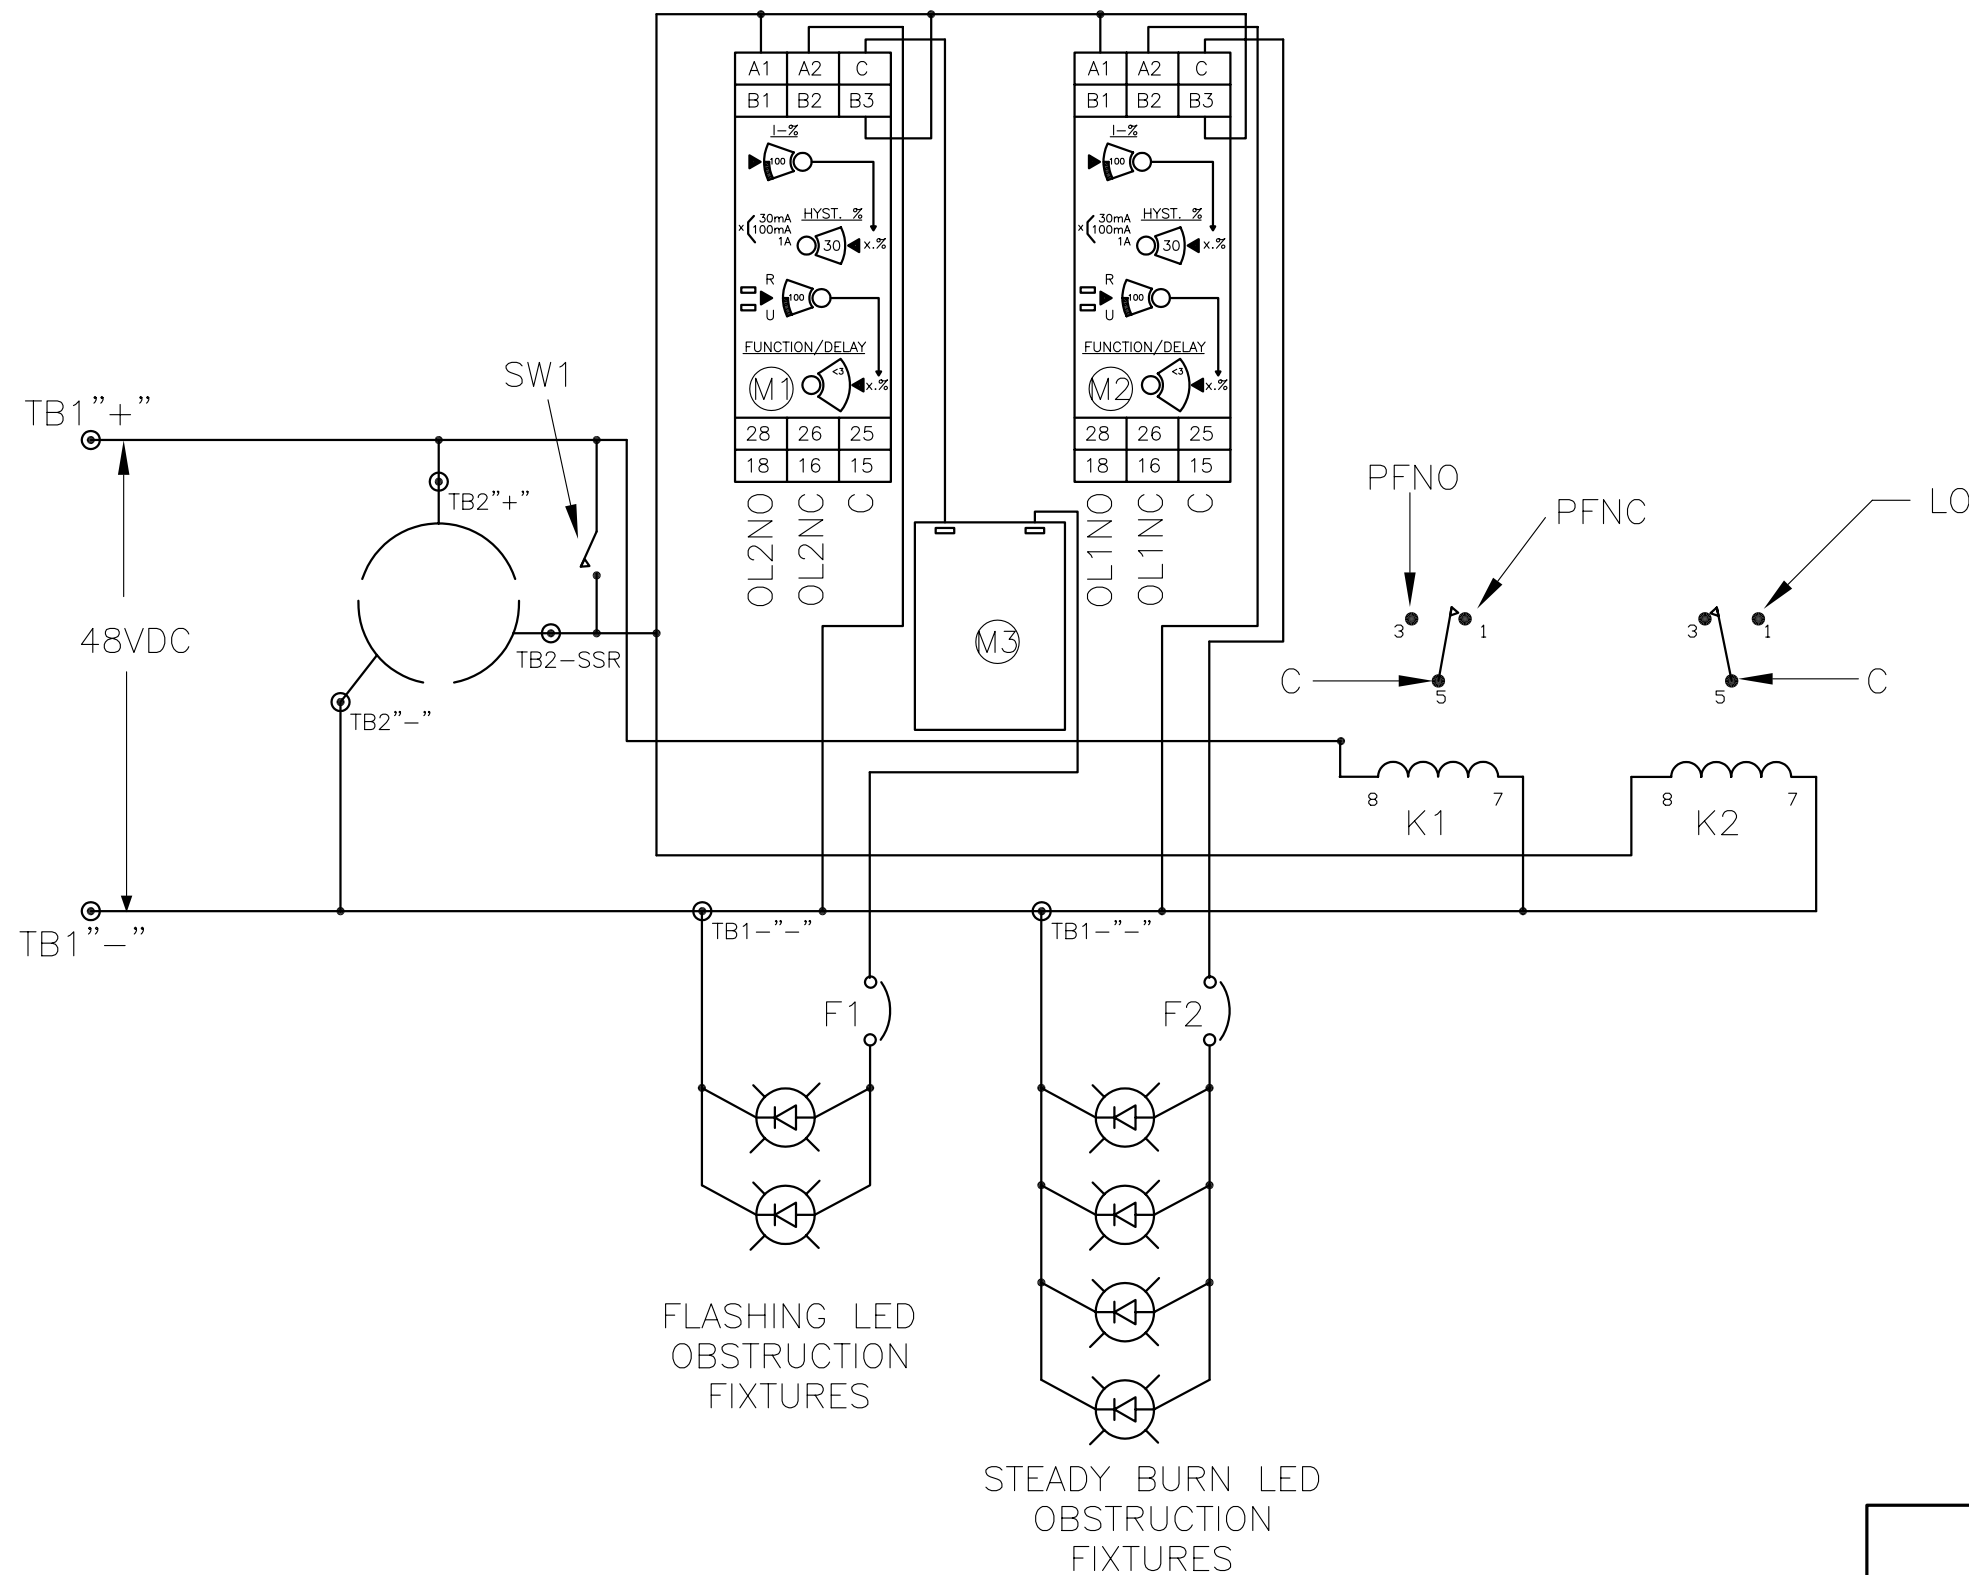 A1 A2 C
B1 B2 B3
I-%
100
30mA
100mA
1A
x
HYST. %
30
x.%
R
100
U
FUNCTION/DELAY
<3
M1
x.%
28 26 25
18 16 15
OL2NO
OL2NC
C
A1 A2 C
B1 B2 B3
I-%
100
30mA
100mA
1A
x
HYST. %
30
x.%
R
100
U
FUNCTION/DELAY
<3
M2
x.%
28 26 25
18 16 15
OL1NO
OL1NC
C
SW1
TB1"+"
TB2"+"
48VDC
TB2-SSR
TB2"-"
TB1"-"
M3
PFNO
PFNC
LO
3 1
C
5
3 1
5
C
8 7
K1
8 7
K2
TB1-"-"
TB1-"-"
F1
F2
FLASHING LED
OBSTRUCTION
FIXTURES
STEADY BURN LED
OBSTRUCTION
FIXTURES